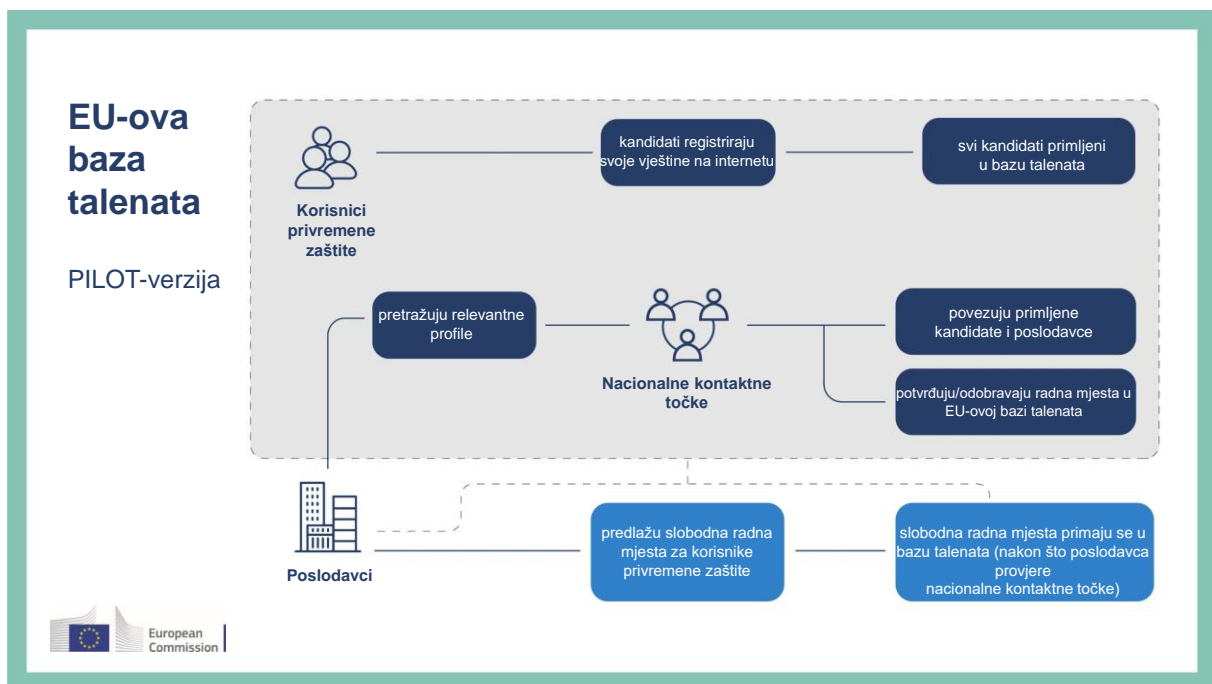 EU-ova
baza
talenata
PILOT-verzija
Korisnici
privremene
zaštite
kandidati registriraju
svoje vještine na internetu
svi kandidati primljeni
u bazu talenata
pretražuju relevantne
profile
Nacionalne kontaktne
točke
povezuju primljene
kandidate i poslodavce
potvrđuju/odobravaju radna mjesta u
EU-ovoj bazi talenata
Poslodavci
predlažu slobodna radna
mjesta za korisnike
privremene zaštite
slobodna radna mjesta primaju se u
bazu talenata (nakon što poslodavca
provjere
nacionalne kontaktne točke)
European
Commission